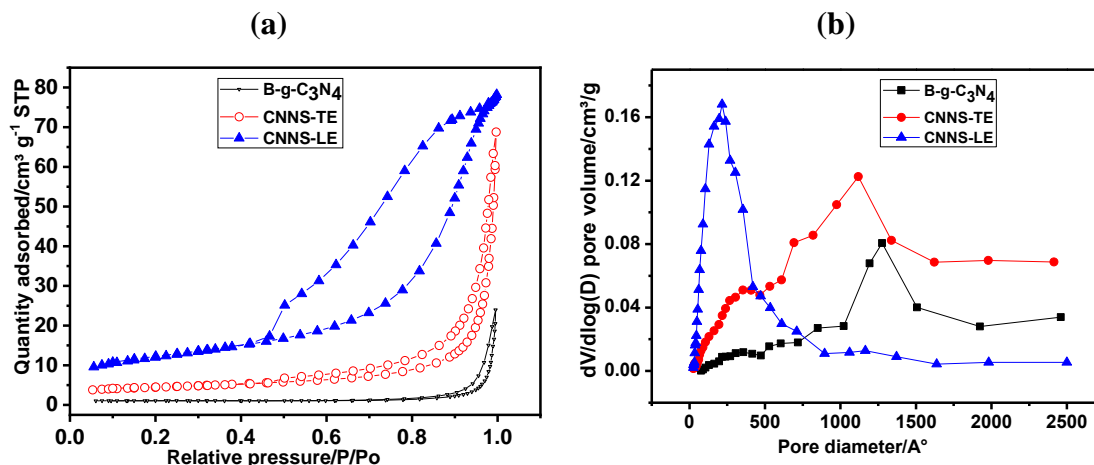 (a)
(b)
Quantity adsorbed/cm³ g⁻¹ STP
80
70
60
50
40
30
20
10
0
B-g-C₃N₄
CNNS-TE
CNNS-LE
0.0 0.2 0.4 0.6 0.8 1.0
Relative pressure/P/Po
dV/dlog(D) pore volume/cm³/g
0.16
0.12
0.08
0.04
0.00
B-g-C₃N₄
CNNS-TE
CNNS-LE
0 500 1000 1500 2000 2500
Pore diameter/A°